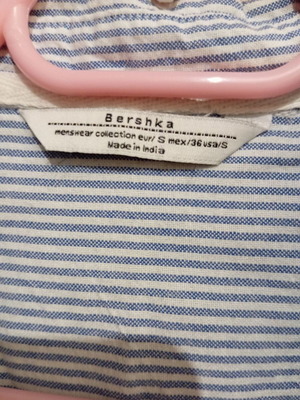 Bershka
menswear collection eur/S mex/36 usa/S
Made in India